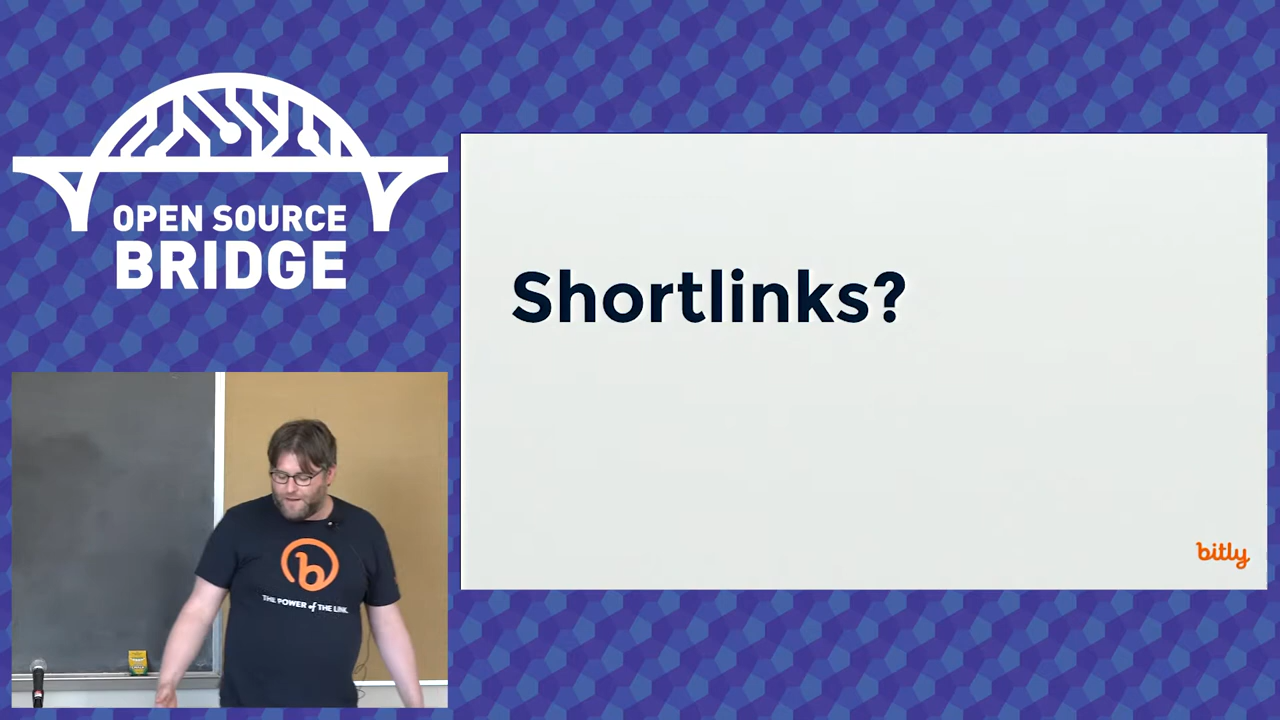 OPEN SOURCE
BRIDGE
Shortlinks?
b
THE POWER of THE LINK
bitly